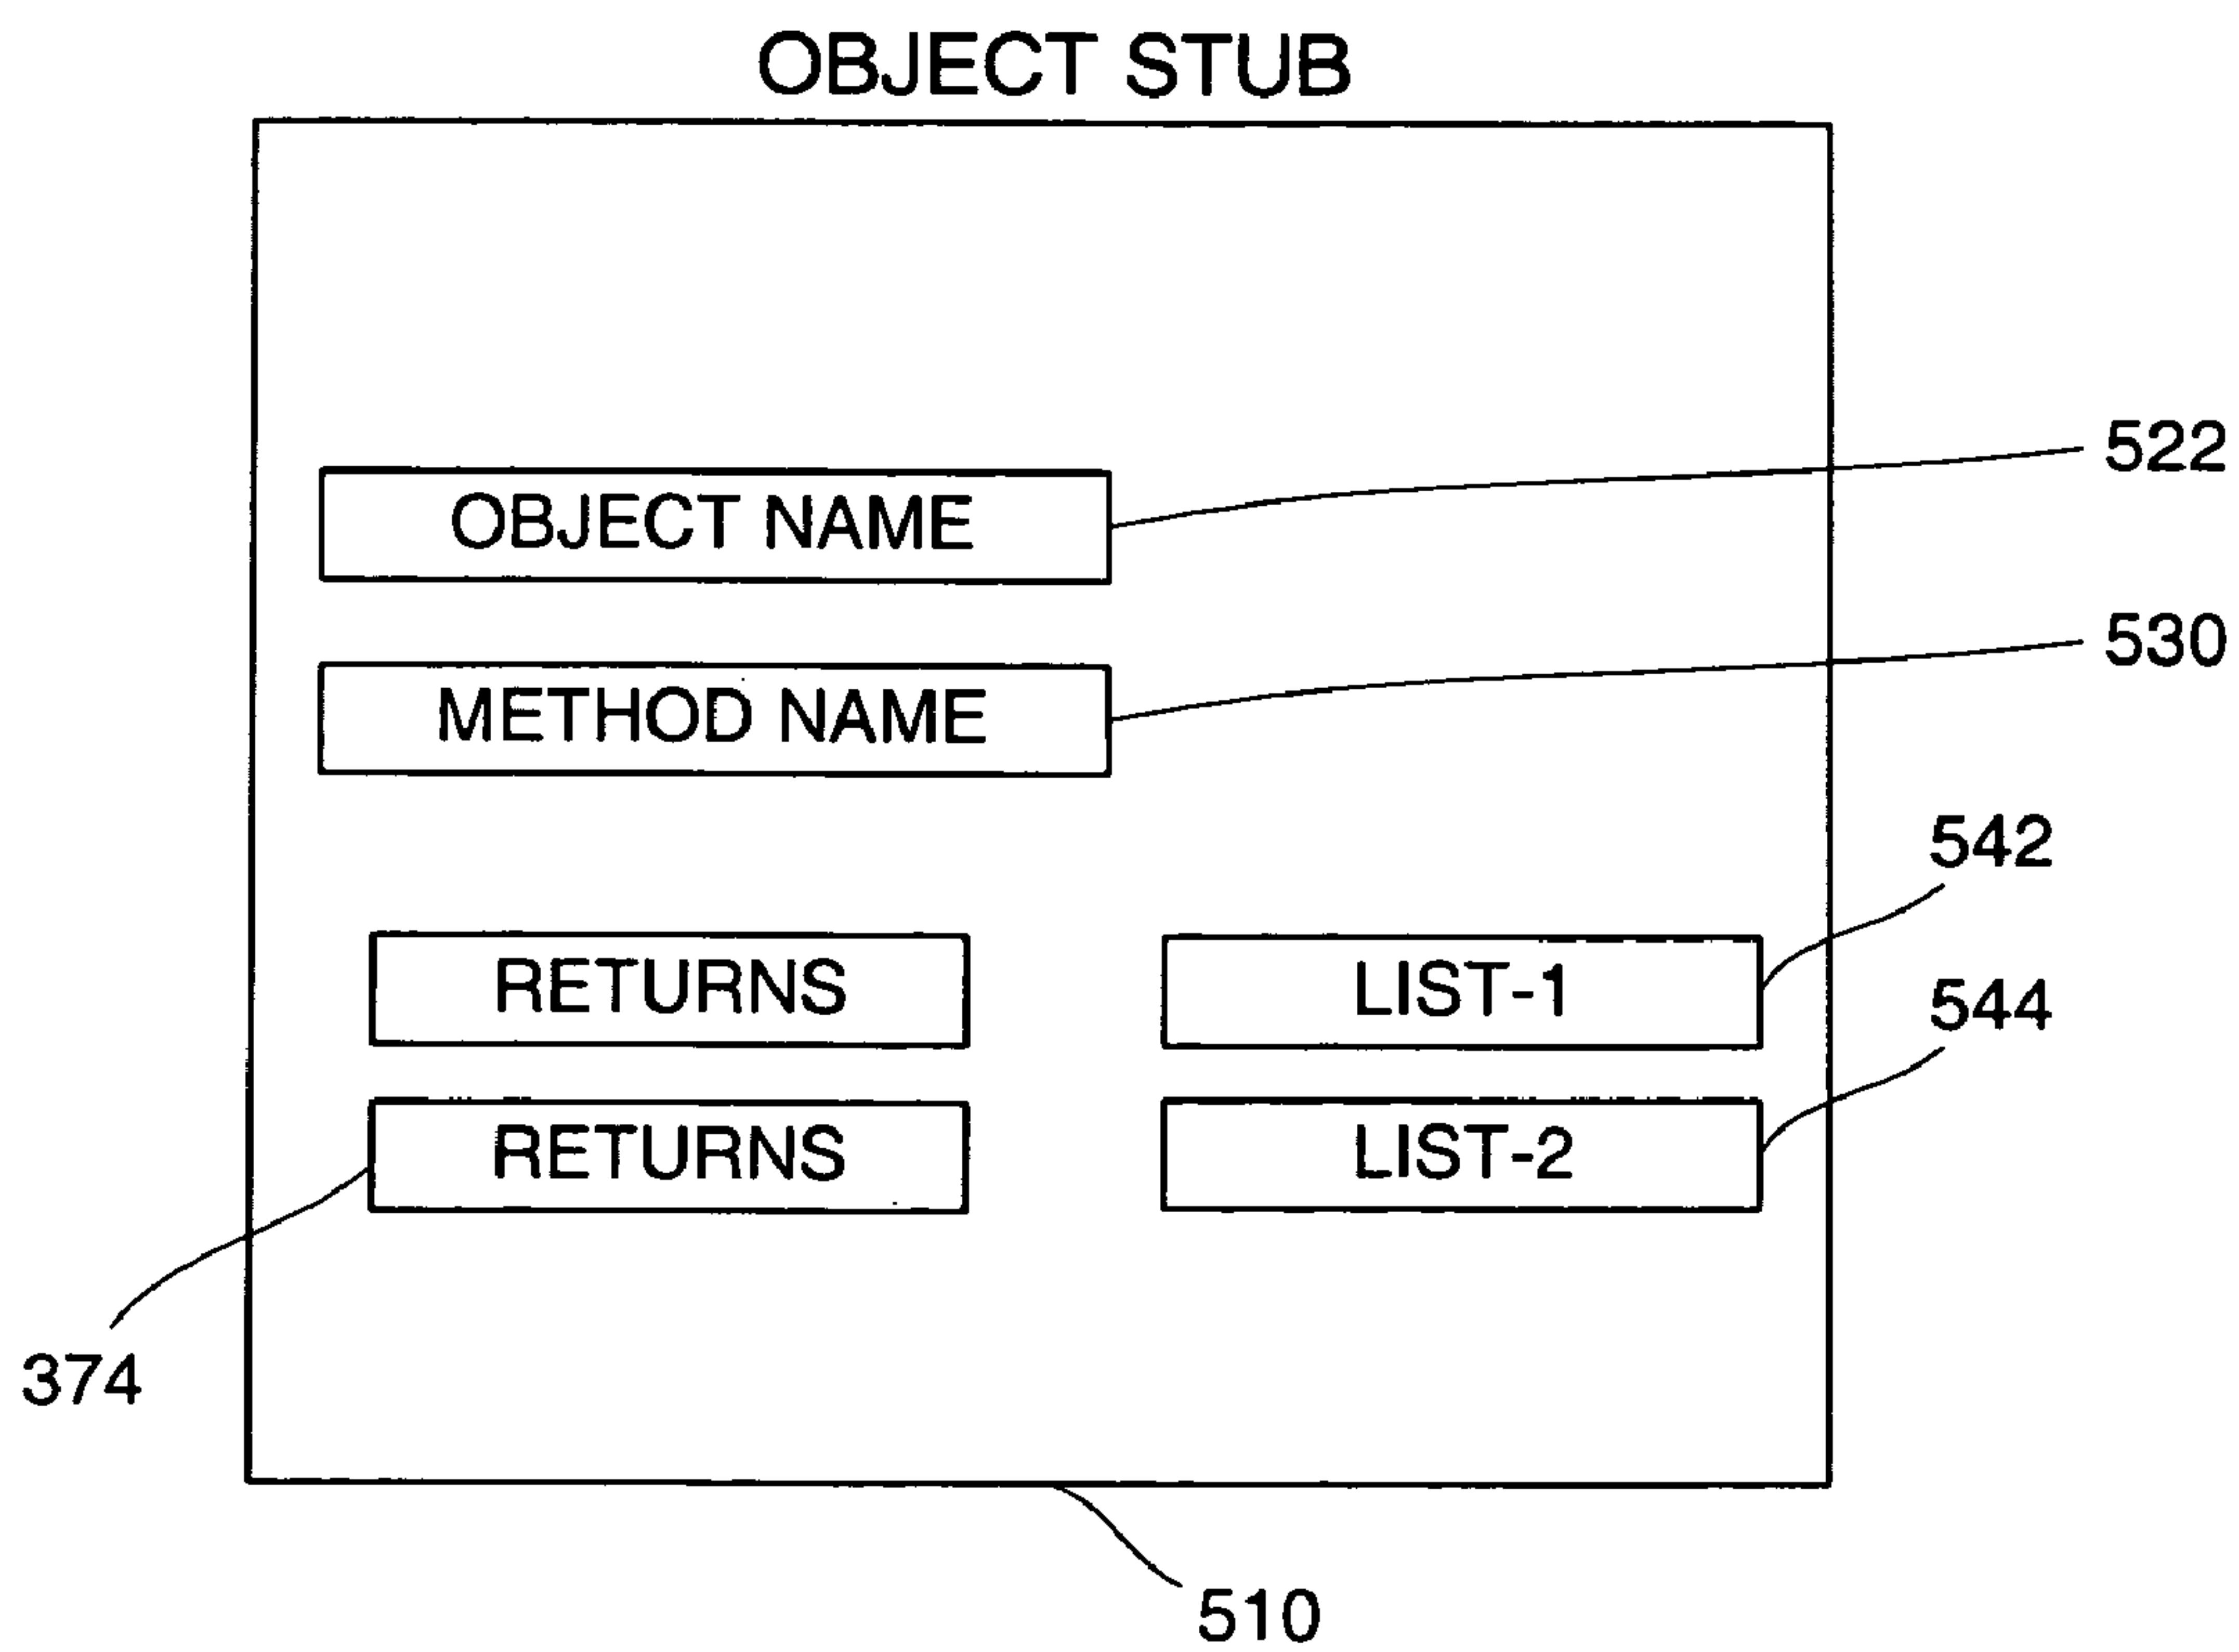 OBJECT STUB
522
OBJECT NAME
530
METHOD NAME
542
RETURNS
LIST-1
544
RETURNS
LIST-2
374
510